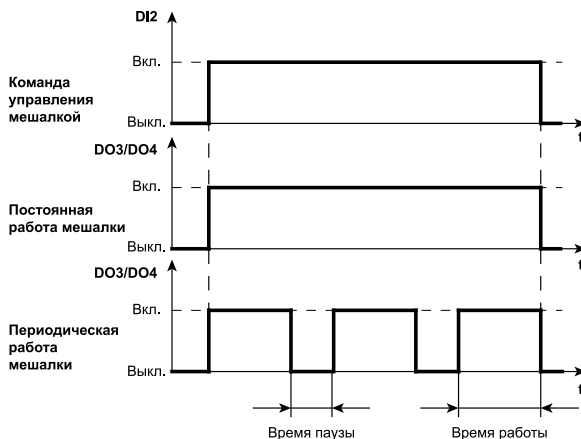 DI2
Вкл.
Команда
управления
мешалкой
Выкл.
t
DO3/DO4
Вкл.
Постоянная
работа мешалки
Выкл.
t
DO3/DO4
Вкл.
Периодическая
работа
мешалки
Выкл.
t
Время паузы
Время работы